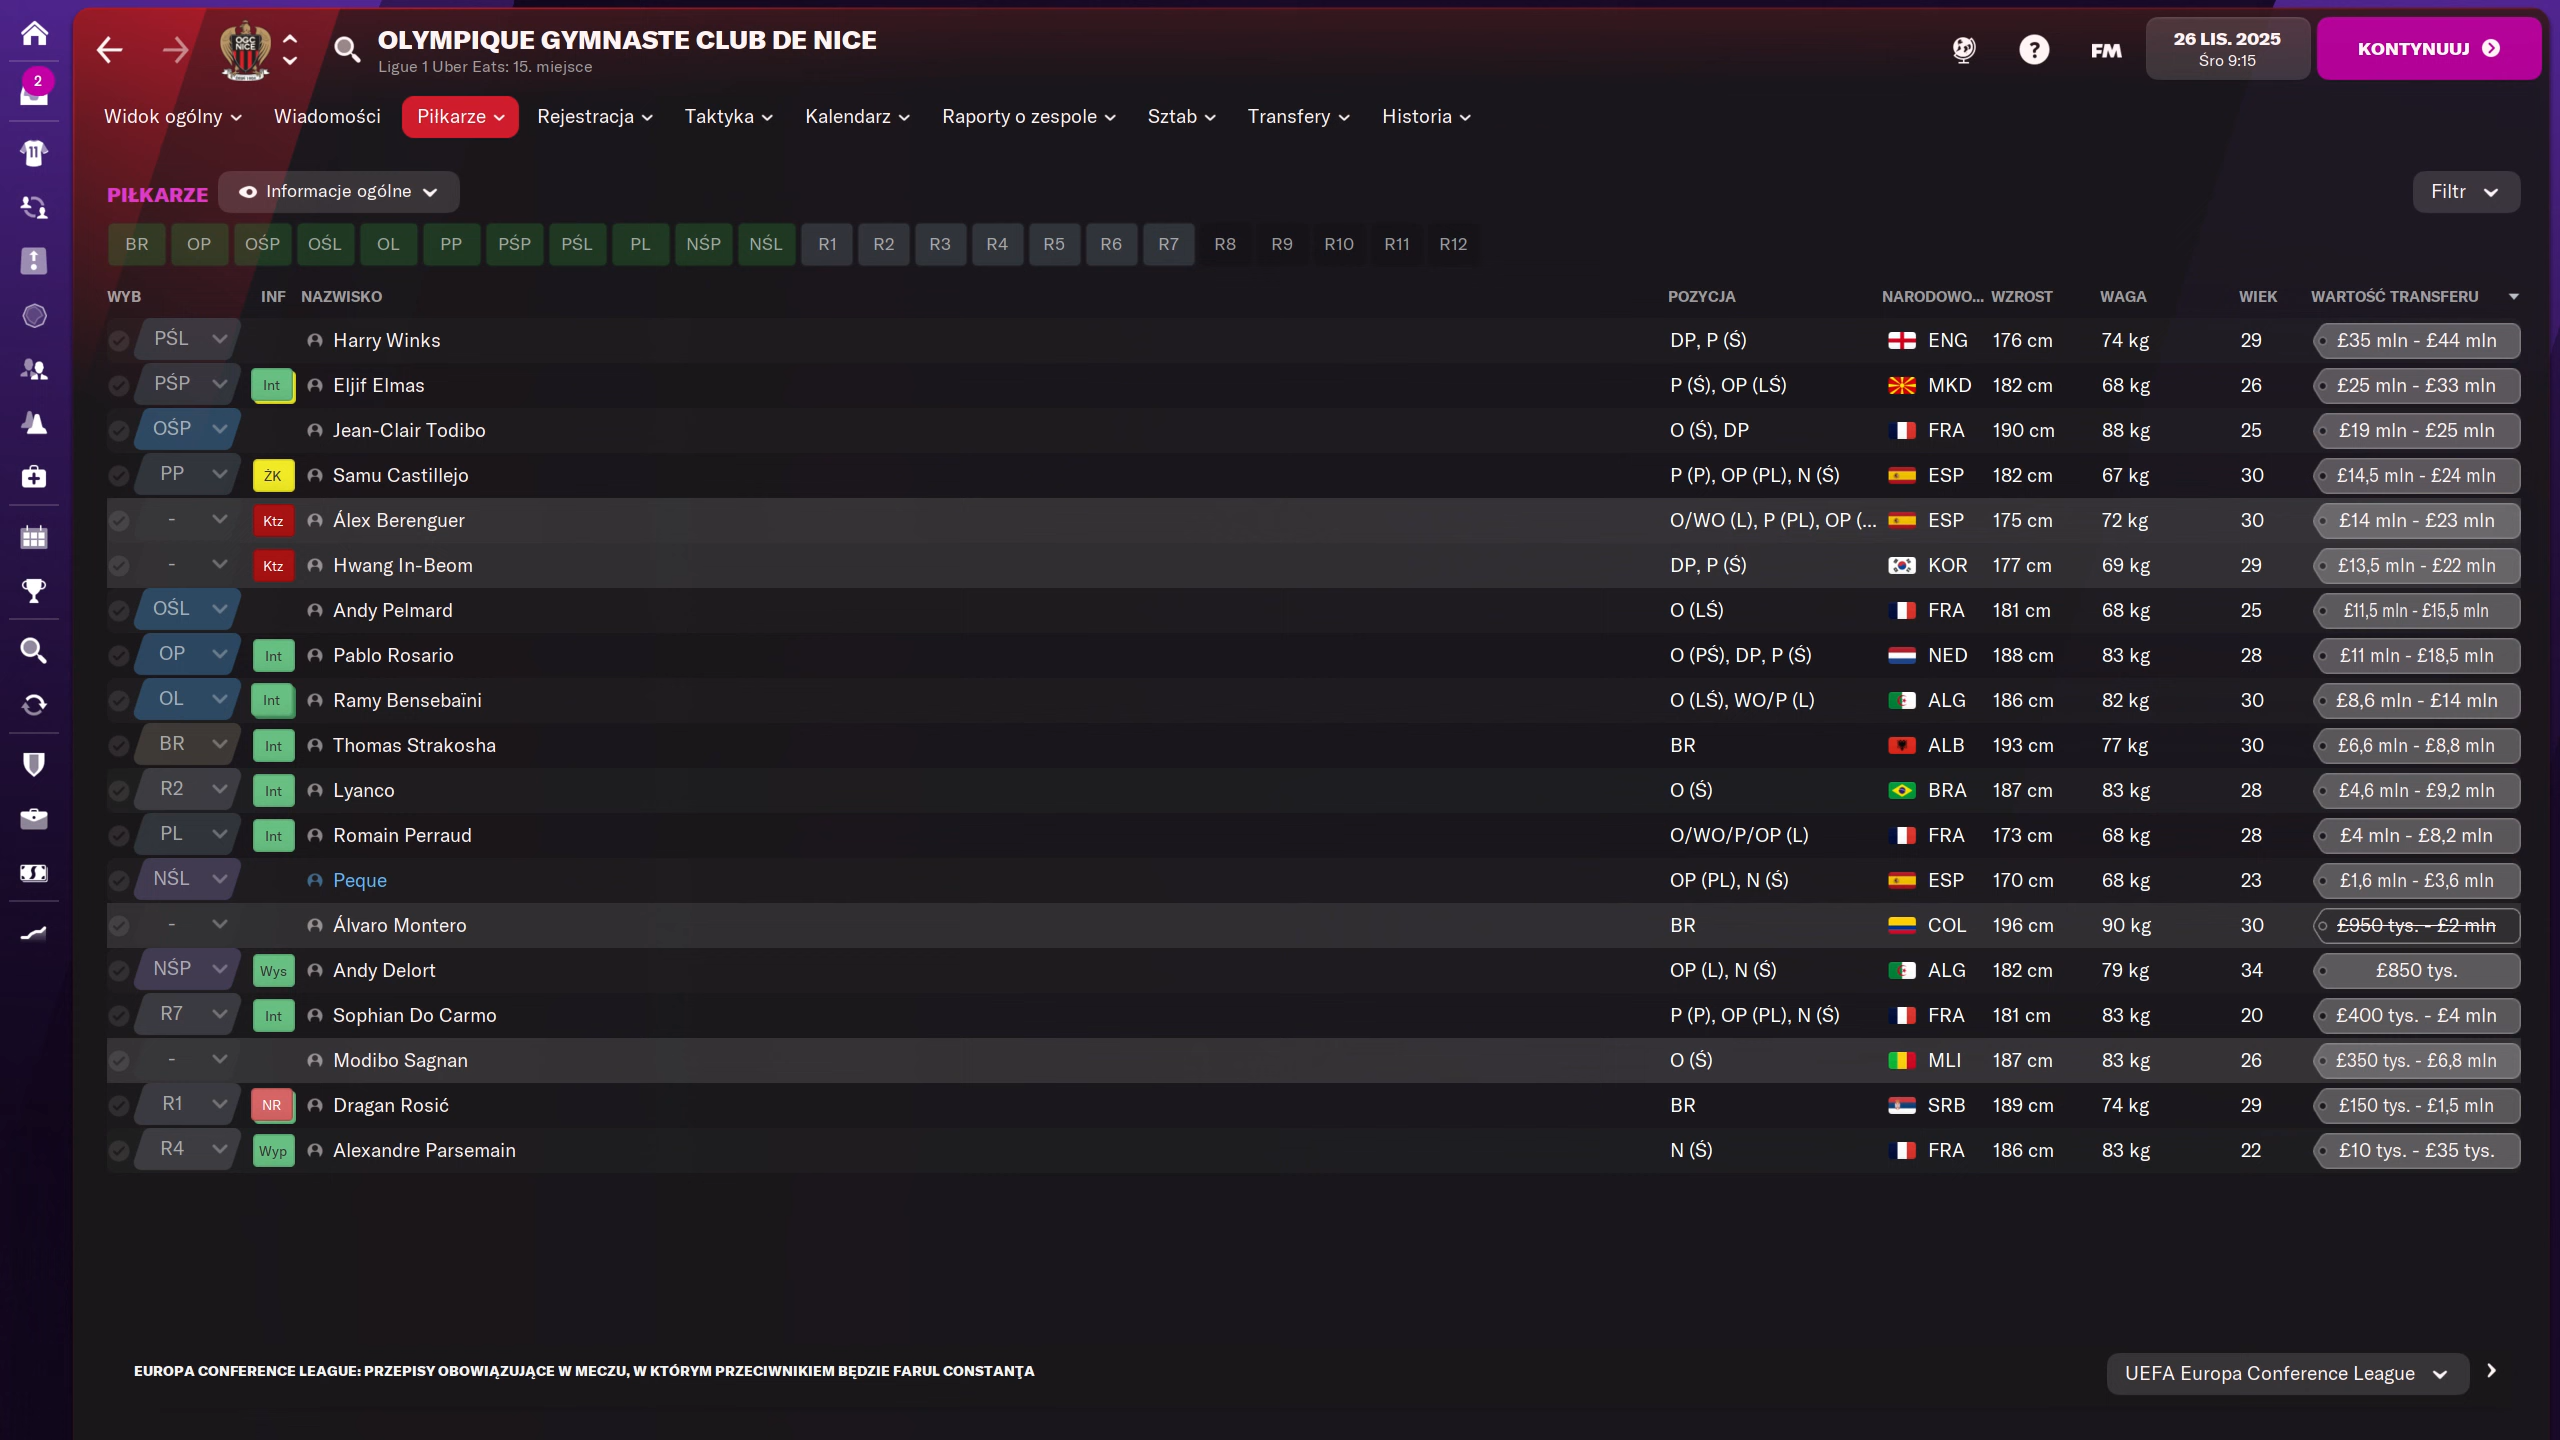 OLYMPIQUE GYMNASTE CLUB DE NICE
Ligue 1 Uber Eats: 15. miejsce
OGC NICE
FM
26 LIS. 2025
Śro 9:15
KONTYNUUJ
2
11
Widok ogólny Wiadomości Piłkarze Rejestracja Taktyka Kalendarz Raporty o zespole Sztab Transfery Historia
PIŁKARZE Informacje ogólne Filtr
BR OP OŚP OŚL OL PP PŚP PŚL PL NŚP NŚL R1 R2 R3 R4 R5 R6 R7 R8 R9 R10 R11 R12
WYB INF NAZWISKO POZYCJA NARODOWO... WZROST WAGA WIEK WARTOŚĆ TRANSFERU
PŚL Harry Winks DP, P (Ś) ENG 176 cm 74 kg 29 £35 mln - £44 mln
PŚP Int Eljif Elmas P (Ś), OP (LŚ) MKD 182 cm 68 kg 26 £25 mln - £33 mln
OŚP Jean-Clair Todibo O (Ś), DP FRA 190 cm 88 kg 25 £19 mln - £25 mln
PP ŻK Samu Castillejo P (P), OP (PL), N (Ś) ESP 182 cm 67 kg 30 £14,5 mln - £24 mln
- Ktz Álex Berenguer O/WO (L), P (PL), OP (... ESP 175 cm 72 kg 30 £14 mln - £23 mln
- Ktz Hwang In-Beom DP, P (Ś) KOR 177 cm 69 kg 29 £13,5 mln - £22 mln
OŚL Andy Pelmard O (LŚ) FRA 181 cm 68 kg 25 £11,5 mln - £15,5 mln
OP Int Pablo Rosario O (PŚ), DP, P (Ś) NED 188 cm 83 kg 28 £11 mln - £18,5 mln
OL Int Ramy Bensebaïni O (LŚ), WO/P (L) ALG 186 cm 82 kg 30 £8,6 mln - £14 mln
BR Int Thomas Strakosha BR ALB 193 cm 77 kg 30 £6,6 mln - £8,8 mln
R2 Int Lyanco O (Ś) BRA 187 cm 83 kg 28 £4,6 mln - £9,2 mln
PL Int Romain Perraud O/WO/P/OP (L) FRA 173 cm 68 kg 28 £4 mln - £8,2 mln
NŚL Peque OP (PL), N (Ś) ESP 170 cm 68 kg 23 £1,6 mln - £3,6 mln
- Álvaro Montero BR COL 196 cm 90 kg 30 £950 tys. - £2 mln
NŚP Wys Andy Delort OP (L), N (Ś) ALG 182 cm 79 kg 34 £850 tys.
R7 Int Sophian Do Carmo P (P), OP (PL), N (Ś) FRA 181 cm 83 kg 20 £400 tys. - £4 mln
- Modibo Sagnan O (Ś) MLI 187 cm 83 kg 26 £350 tys. - £6,8 mln
R1 NR Dragan Rosić BR SRB 189 cm 74 kg 29 £150 tys. - £1,5 mln
R4 Wyp Alexandre Parsemain N (Ś) FRA 186 cm 83 kg 22 £10 tys. - £35 tys.
EUROPA CONFERENCE LEAGUE: PRZEPISY OBOWIĄZUJĄCE W MECZU, W KTÓRYM PRZECIWNIKIEM BĘDZIE FARUL CONSTANŢA
UEFA Europa Conference League